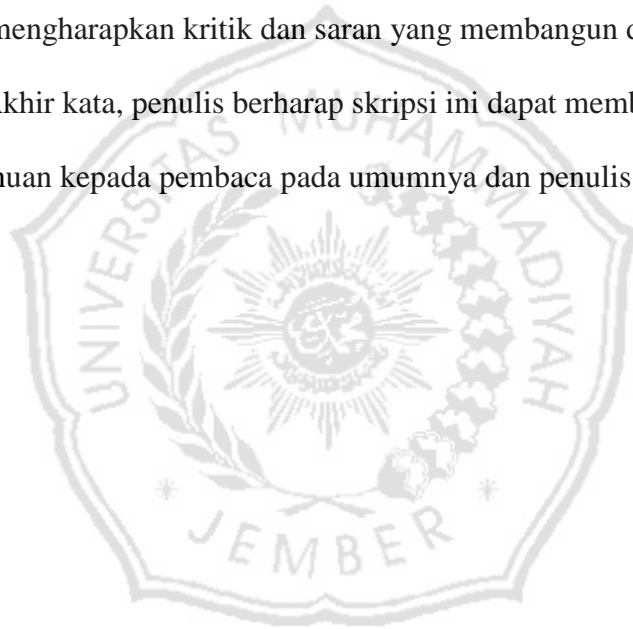 mengharapkan kritik dan saran yang membangun
khir kata, penulis berharap skripsi ini dapat memb
nuan kepada pembaca pada umumnya dan penulis
UNIVERSITAS MUHAMMADIYAH
* *
JEMBER